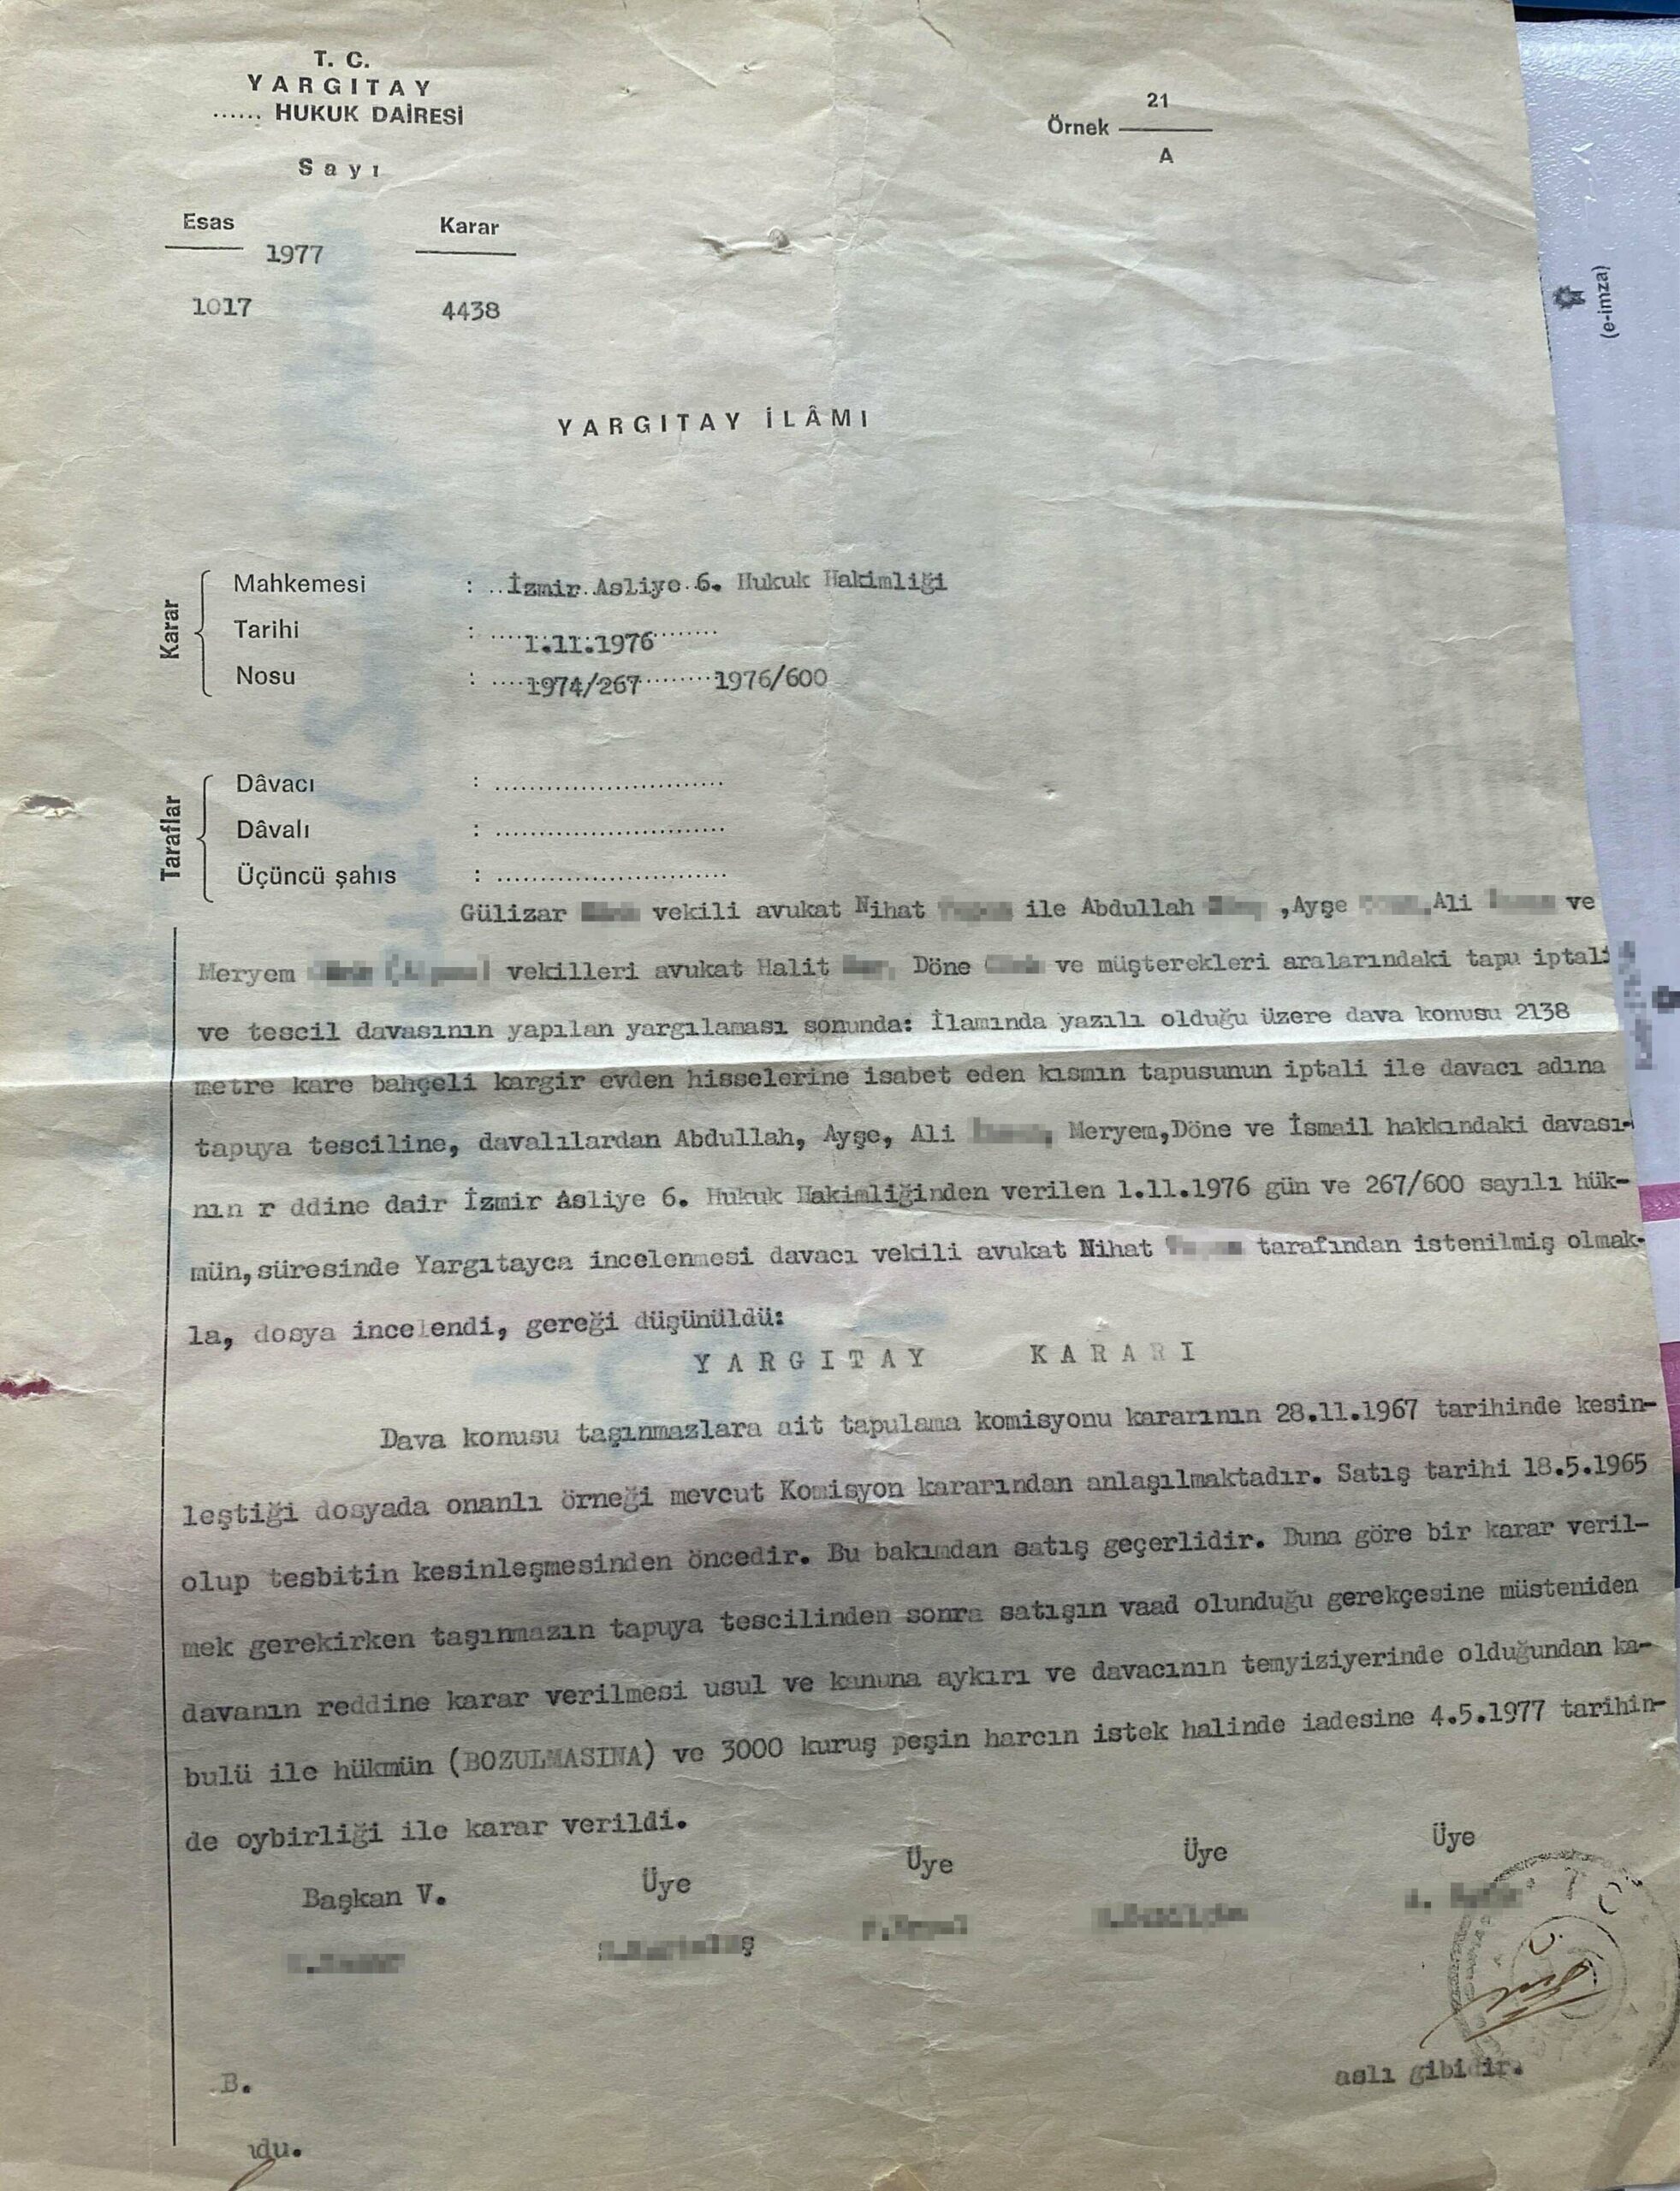 T. C.
YARGITAY
...... HUKUK DAİRESİ
Sayı
Esas Karar
1977
1017 4438
21
Örnek
A
YARGITAY İLÂMI
Karar
Mahkemesi : İzmir Asliye 6. Hukuk Hakimliği
Tarihi : 1.11.1976
Nosu : 1974/267 1976/600
Taraflar
Dâvacı : ............................
Dâvalı : ............................
Üçüncü şahıs : ............................
Gülizar vekili avukat Nihat ile Abdullah ,Ayşe ,Ali ve
Meryem vekilleri avukat Halit Döne ve müşterekleri aralarındaki tapu iptali
ve tescil davasının yapılan yargılaması sonunda: İlamında yazılı olduğu üzere dava konusu 2138
metre kare bahçeli kargir evden hisselerine isabet eden kısmın tapusunun iptali ile davacı adına
tapuya tesciline, davalılardan Abdullah, Ayşe, Ali Meryem,Döne ve İsmail hakkındaki davası-
nın r ddine dair İzmir Asliye 6. Hukuk Hakimliğinden verilen 1.11.1976 gün ve 267/600 sayılı hük-
mün,süresinde Yargıtayca incelenmesi davacı vekili avukat Nihat tarafından istenilmiş olmak-
la, dosya incelendi, gereği düşünüldü:
YARGITAY KARARI
Dava konusu taşınmazlara ait tapulama komisyonu kararının 28.11.1967 tarihinde kesin-
leştiği dosyada onanlı örneği mevcut Komisyon kararından anlaşılmaktadır. Satış tarihi 18.5.1965
olup tesbitin kesinleşmesinden öncedir. Bu bakımdan satış geçerlidir. Buna göre bir karar veril-
mek gerekirken taşınmazın tapuya tescilinden sonra satışın vaad olunduğu gerekçesine müsteniden
davanın reddine karar verilmesi usul ve kanuna aykırı ve davacının temyiziyerinde olduğundan ka-
bulü ile hükmün (BOZULMASINA) ve 3000 kuruş peşin harcın istek halinde iadesine 4.5.1977 tarihin-
de oybirliği ile karar verildi.
Başkan V. Üye Üye Üye Üye
T C
aslı gibidir.
B.
du.
(e-imza)